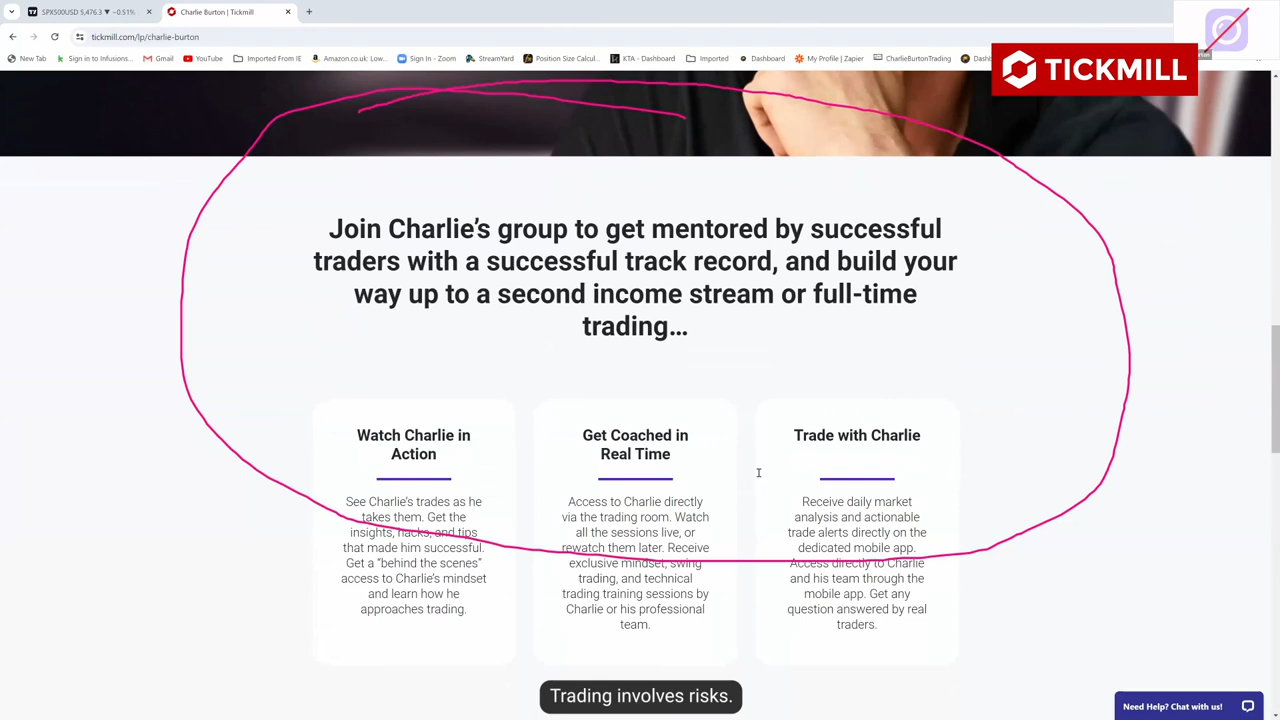 SPX500USD 5,476.3 ▼ −0.51%
Charlie Burton | Tickmill
tickmill.com/lp/charlie-burton
New Tab
Sign in to Infusions...
Gmail
YouTube
Imported From IE
Amazon.co.uk: Low...
Sign In - Zoom
StreamYard
Position Size Calcul...
KTA - Dashboard
Imported
Dashboard
My Profile | Zapier
CharlieBurtonTrading
TICKMILL
Join Charlie’s group to get mentored by successful
traders with a successful track record, and build your
way up to a second income stream or full-time
trading…
Watch Charlie in
Action
See Charlie’s trades as he
takes them. Get the
insights, hacks, and tips
that made him successful.
Get a “behind the scenes”
access to Charlie’s mindset
and learn how he
approaches trading.
Get Coached in
Real Time
Access to Charlie directly
via the trading room. Watch
all the sessions live, or
rewatch them later. Receive
exclusive mindset, swing
trading, and technical
trading training sessions by
Charlie or his professional
team.
Trade with Charlie
Receive daily market
analysis and actionable
trade alerts directly on the
dedicated mobile app.
Access directly to Charlie
and his team through the
mobile app. Get any
question answered by real
traders.
Trading involves risks.
Need Help? Chat with us!